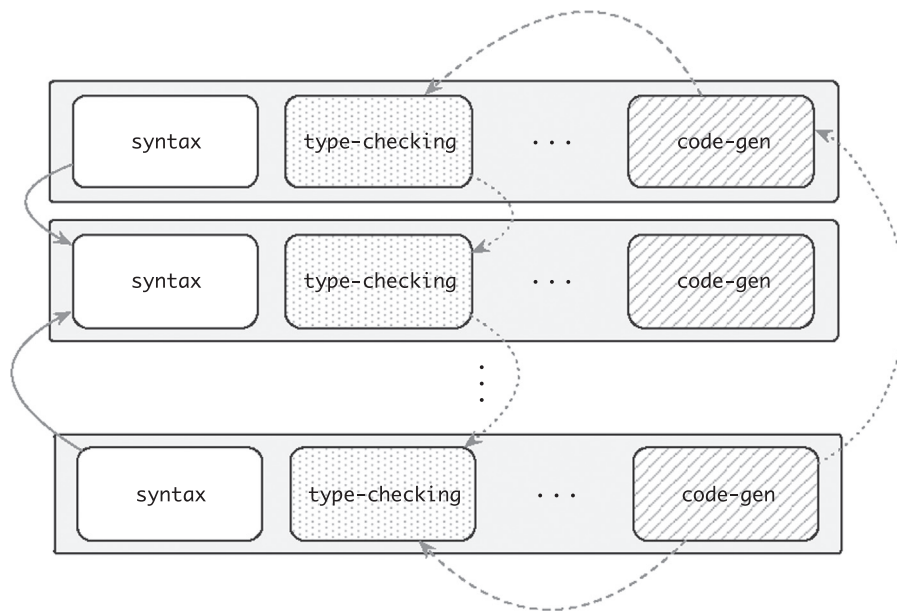 syntax type-checking ... code-gen
syntax type-checking ... code-gen
...
syntax type-checking ... code-gen